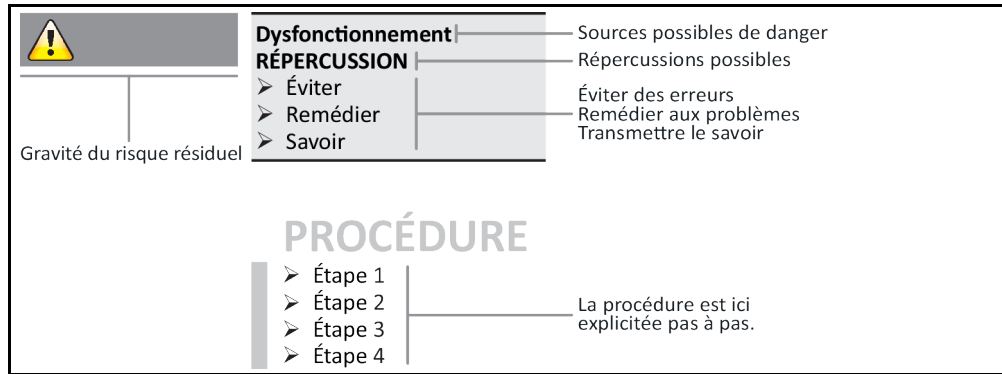 Dysfonctionnement
Sources possibles de danger
RÉPERCUSSION
Répercussions possibles
➢ Éviter
➢ Remédier
➢ Savoir
Éviter des erreurs
Remédier aux problèmes
Transmettre le savoir
Gravité du risque résiduel
PROCÉDURE
➢ Étape 1
➢ Étape 2
➢ Étape 3
➢ Étape 4
La procédure est ici
explicitée pas à pas.